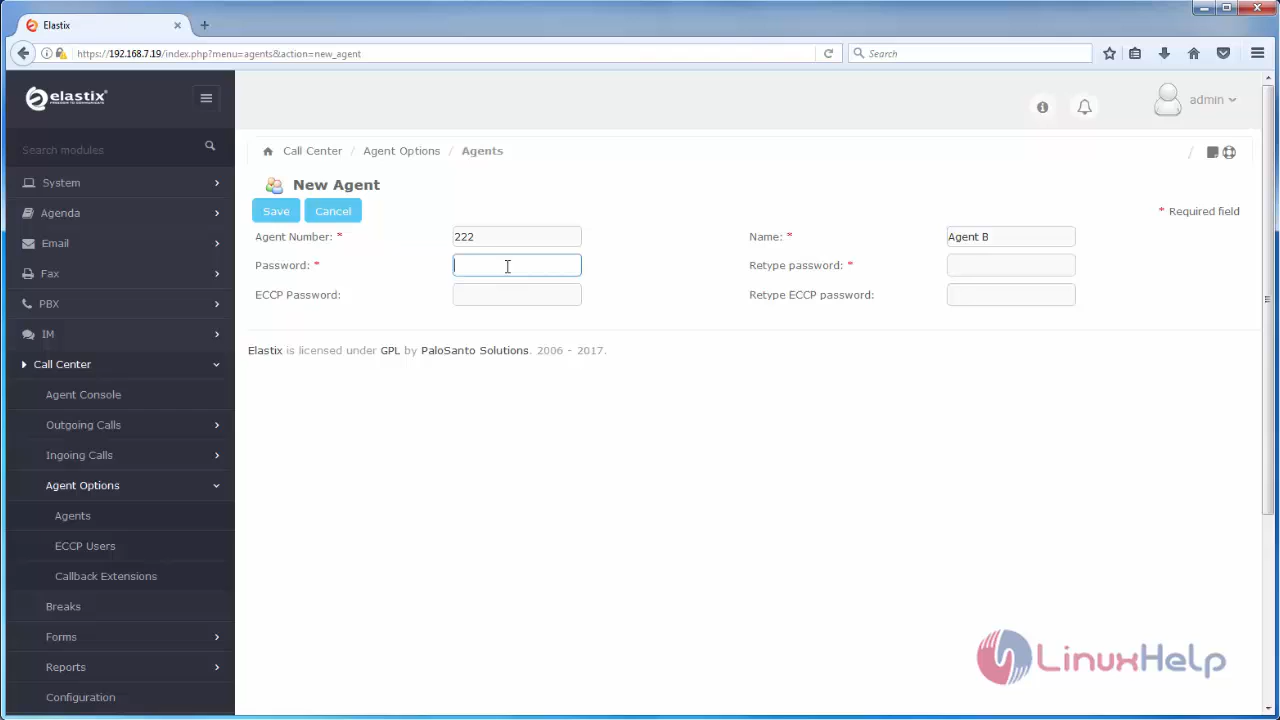 Elastix
https://192.168.7.19/index.php?menu=agents&action=new_agent
Search
elastix
FREEDOM TO COMMUNICATE
admin
Search modules
Call Center / Agent Options / Agents
/
New Agent
Save Cancel
* Required field
Agent Number: * 222 Name: * Agent B
Password: * Retype password: *
ECCP Password: Retype ECCP password:
Elastix is licensed under GPL by PaloSanto Solutions. 2006 - 2017.
System
Agenda
Email
Fax
PBX
IM
Call Center
Agent Console
Outgoing Calls
Ingoing Calls
Agent Options
Agents
ECCP Users
Callback Extensions
Breaks
Forms
Reports
Configuration
LinuxHelp